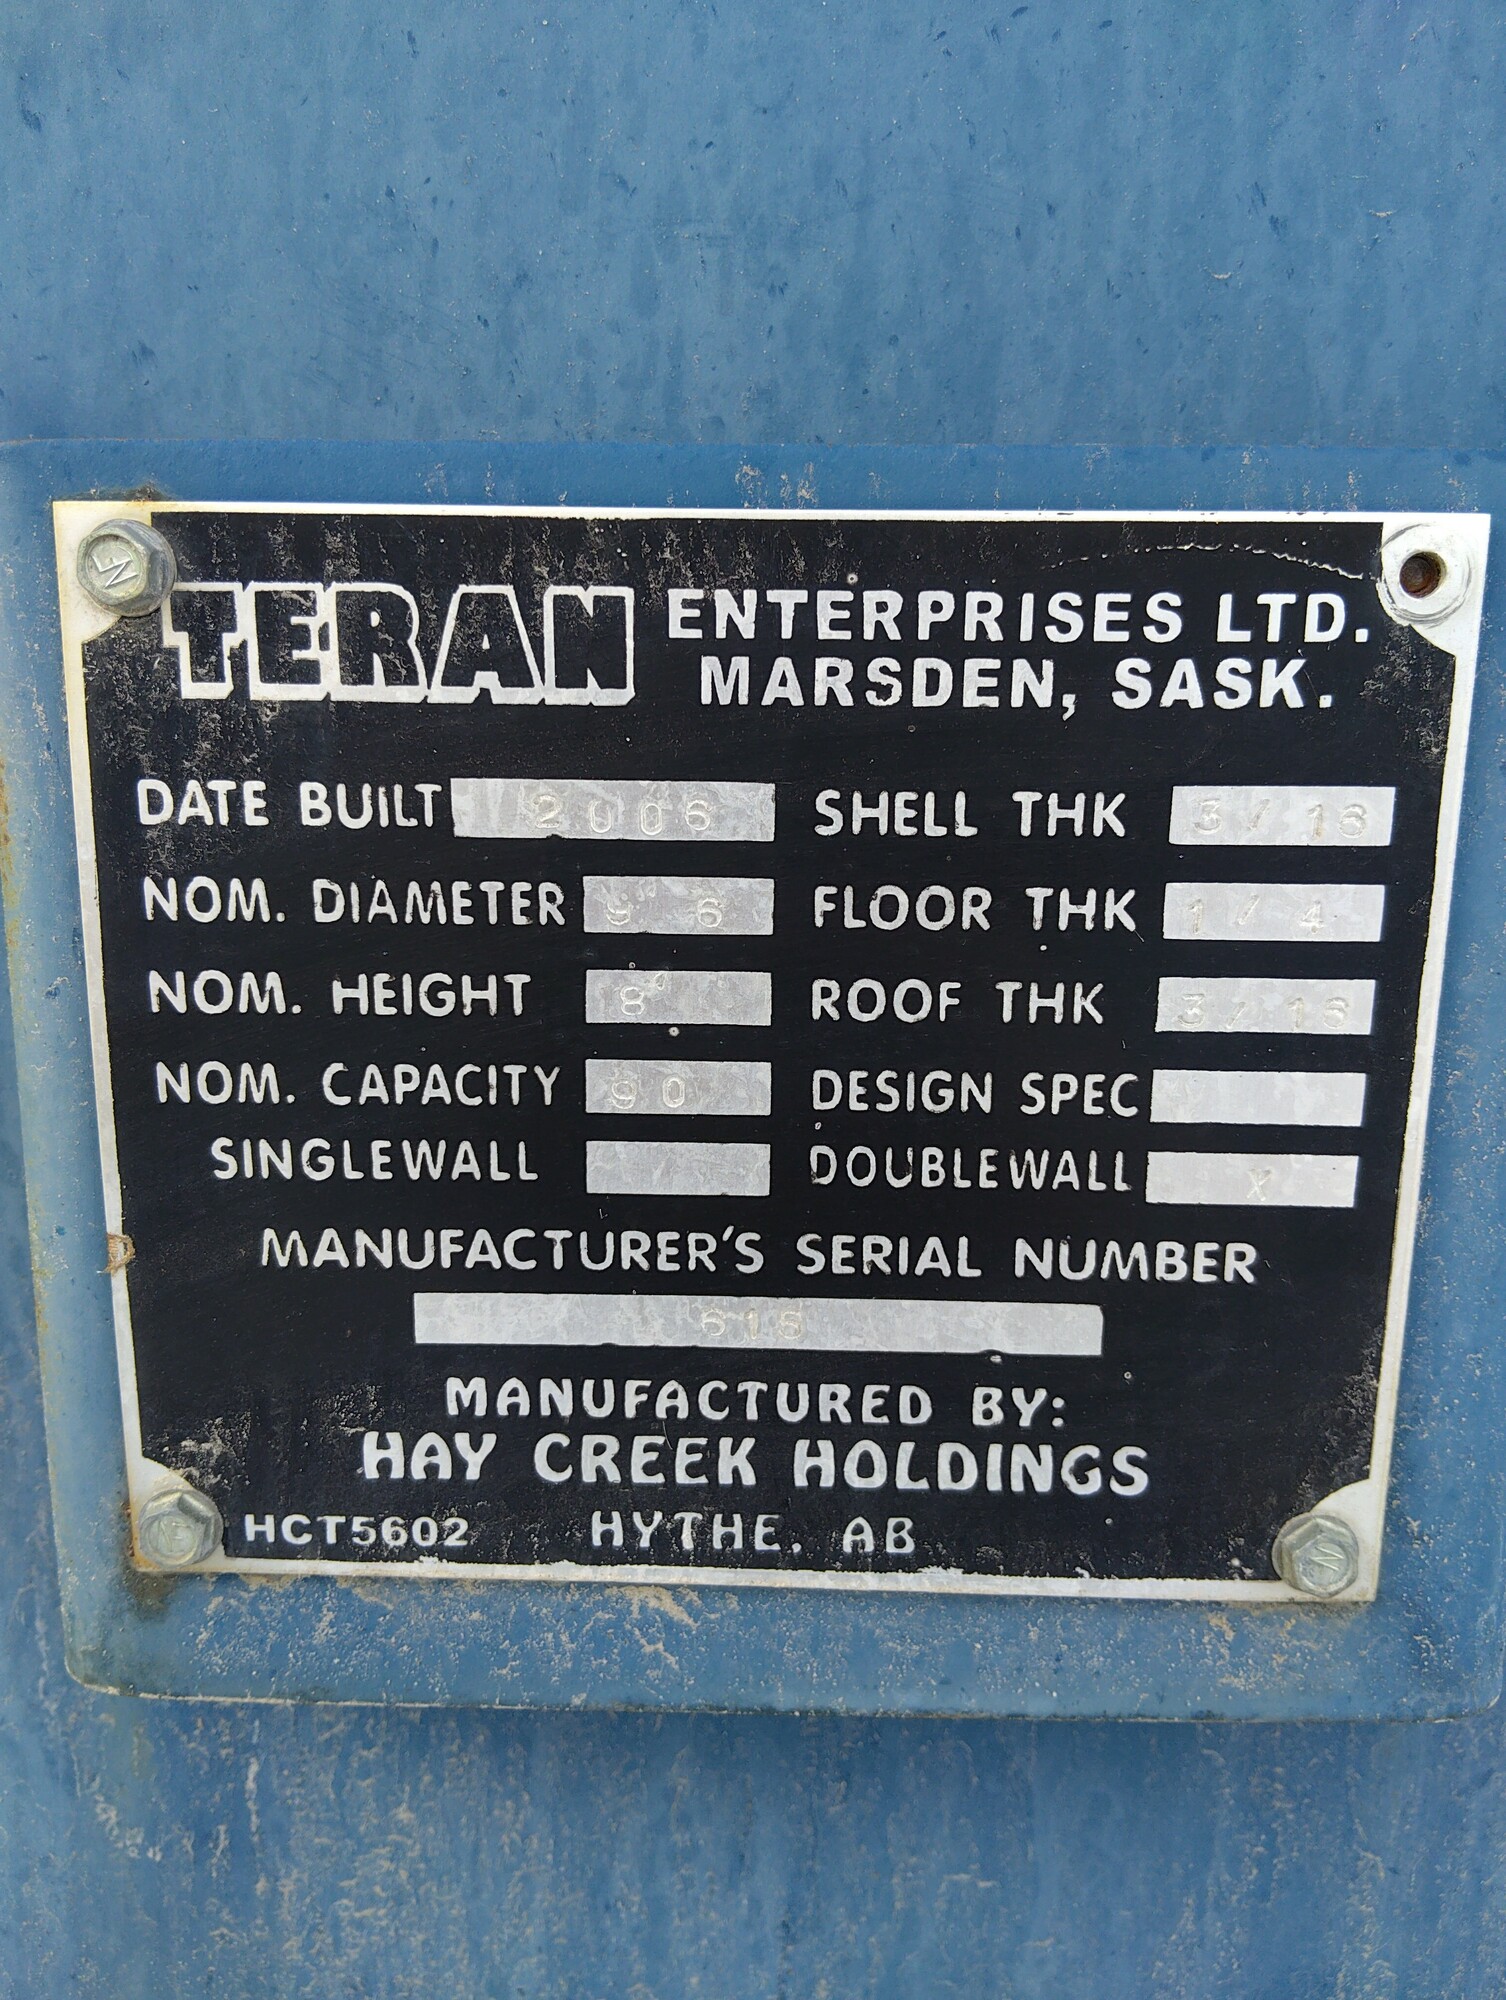 TERAN ENTERPRISES LTD.
MARSDEN, SASK.
DATE BUILT 2006 SHELL THK 3/16
NOM. DIAMETER 9'6 FLOOR THK 1/4
NOM. HEIGHT 8' ROOF THK 3/16
NOM. CAPACITY 90 DESIGN SPEC
SINGLEWALL DOUBLEWALL X
MANUFACTURER'S SERIAL NUMBER
616
MANUFACTURED BY:
HAY CREEK HOLDINGS
HCT5602 HYTHE, AB